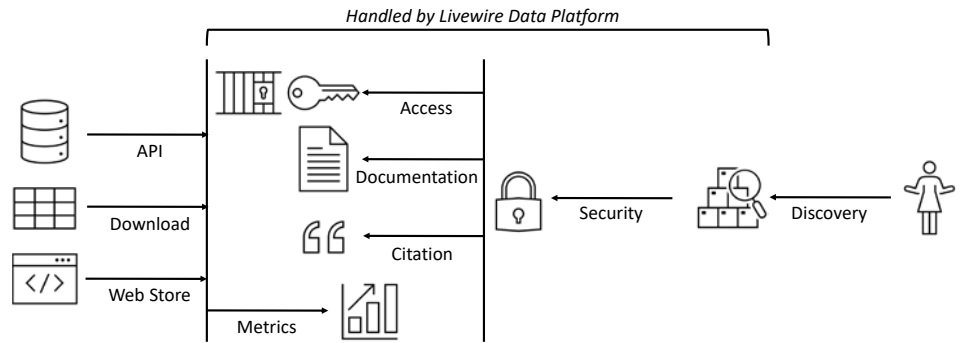 Handled by Livewire Data Platform
Access
API
Documentation
Download
Security
Discovery
Citation
</>
Web Store
Metrics